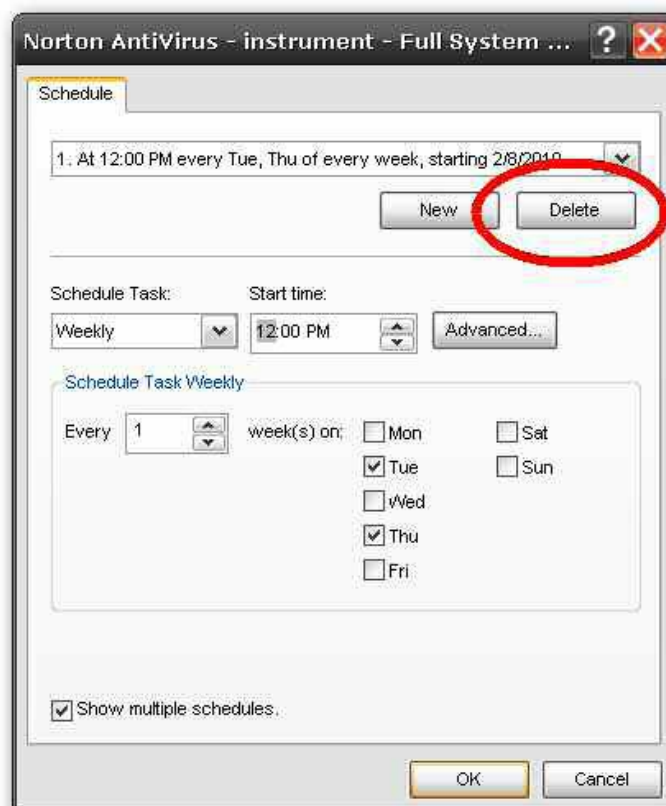 Norton AntiVirus - instrument - Full System ...
Schedule
1. At 12:00 PM every Tue, Thu of every week, starting 2/8/2010
New Delete
Schedule Task: Start time:
Weekly 12:00 PM Advanced...
Schedule Task Weekly
Every 1 week(s) on: Mon Sat
Tue Sun
Wed
Thu
Fri
Show multiple schedules.
OK Cancel